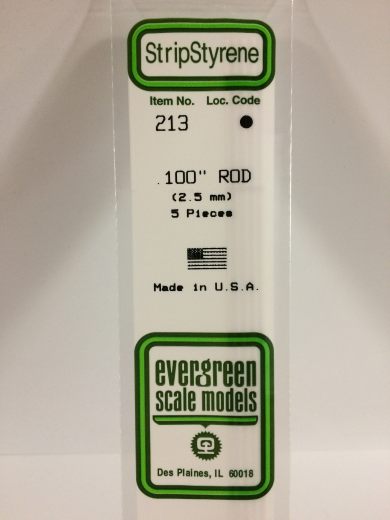 StripStyrene
Item No. Loc. Code
213
.100" ROD
(2.5 mm)
5 Pieces
Made in U.S.A.
evergreen
scale models
Des Plaines, IL 60018